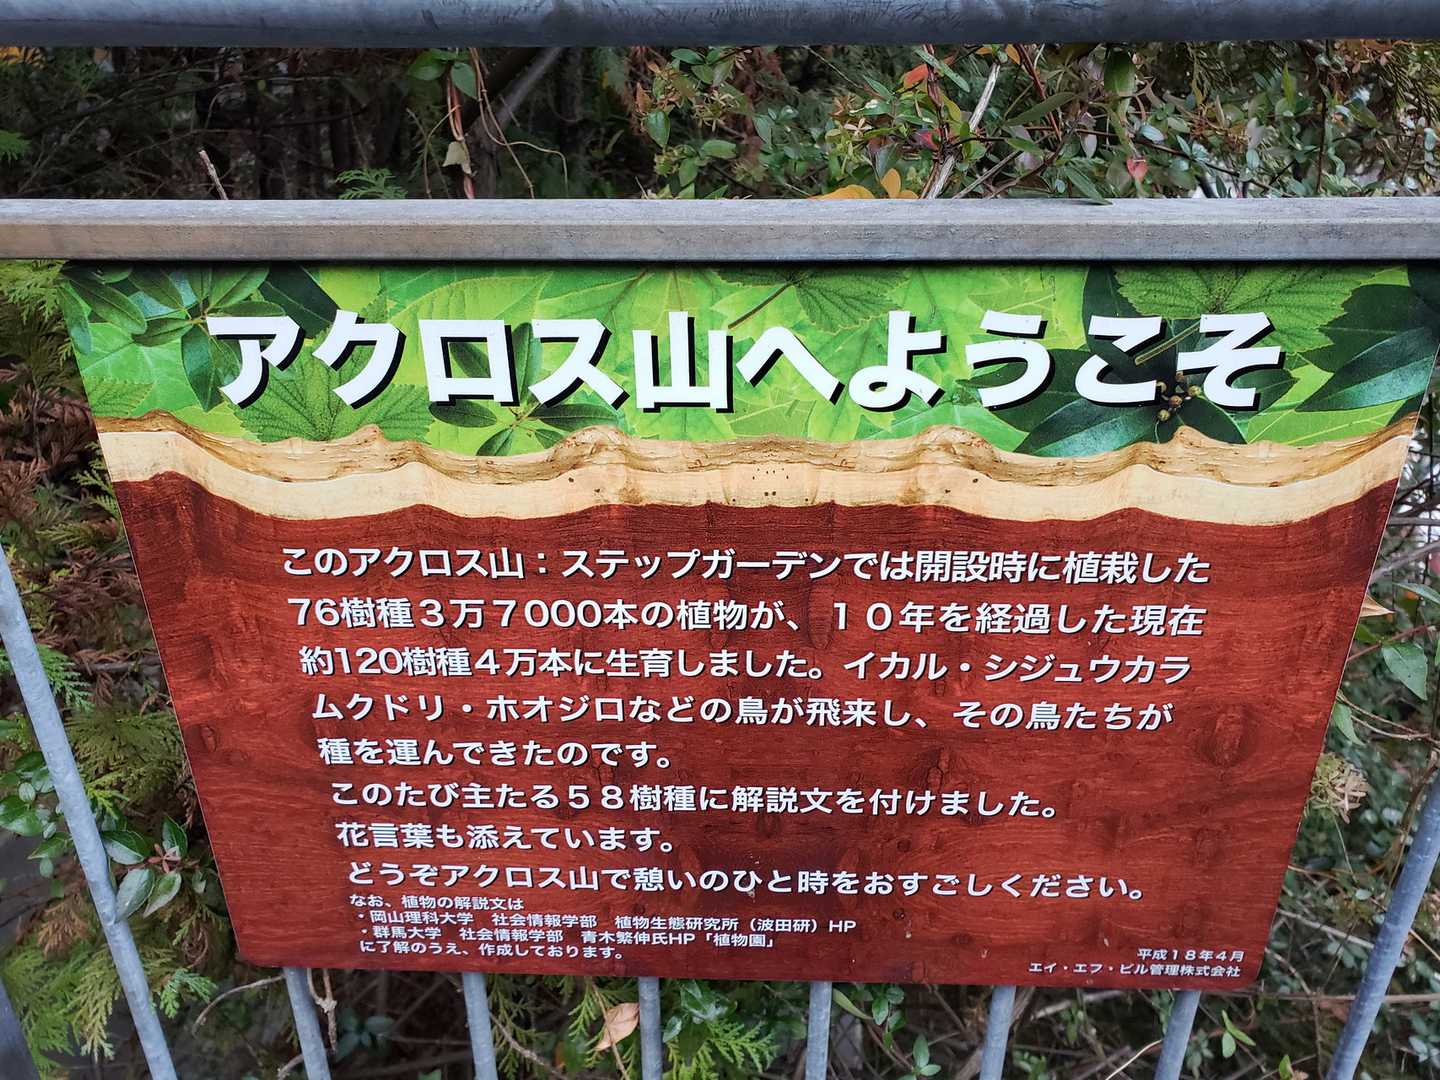 アクロス山へようこそ
このアクロス山：ステップガーデンでは開設時に植栽した
76樹種３万７000本の植物が、１０年を経過した現在
約120樹種４万本に生育しました。イカル・シジュウカラ
ムクドリ・ホオジロなどの鳥が飛来し、その鳥たちが
種を運んできたのです。
このたび主たる５８樹種に解説文を付けました。
花言葉も添えています。
どうぞアクロス山で憩いのひと時をおすごしください。
なお、植物の解説文は
・岡山理科大学　社会情報学部　植物生態研究所（波田研）HP
・群馬大学　社会情報学部　青木繁伸氏HP「植物園」
に了解のうえ、作成しております。
平成１８年４月
エイ・エフ・ビル管理株式会社